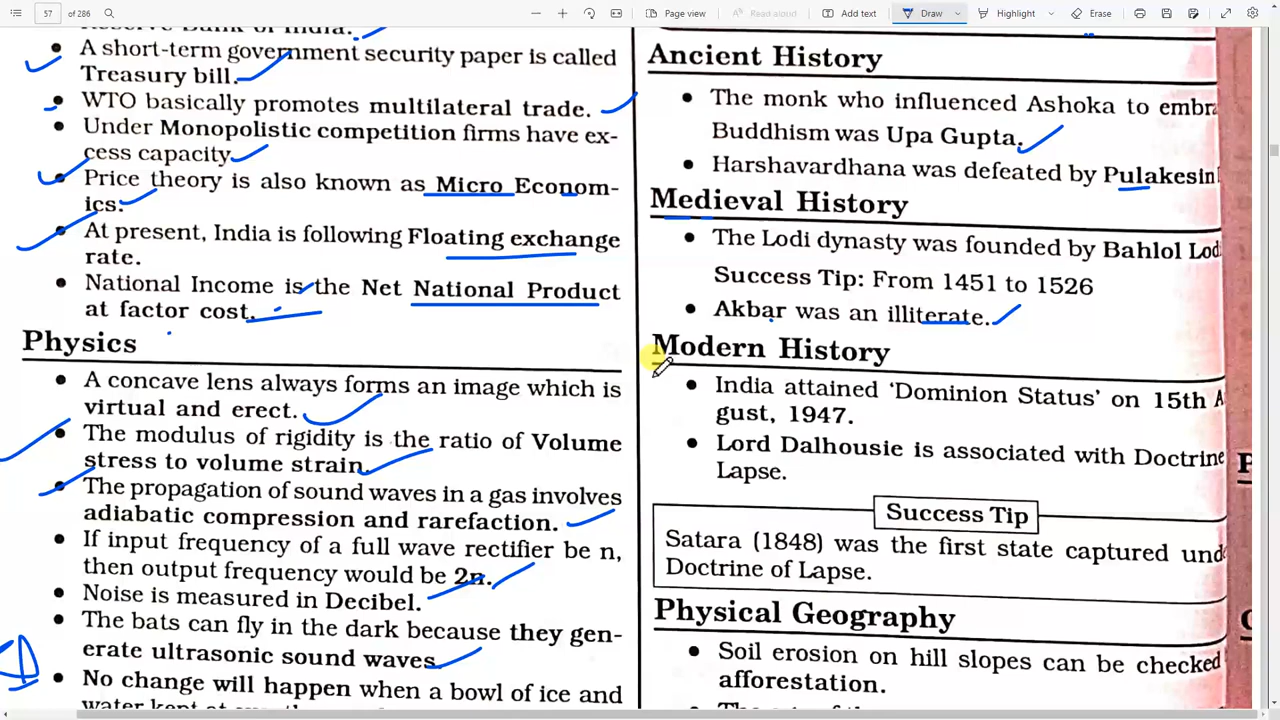 57 of 286
Page view
Read aloud
Add text
Draw
Highlight
Erase
Share
A short-term government security paper is called
Treasury bill.
WTO basically promotes multilateral trade.
Under Monopolistic competition firms have ex-
cess capacity
Price theory is also known as Micro Econom-
ics.
At present, India is following Floating exchange
rate.
National Income is the Net National Product
at factor cost.
Physics
A concave lens always forms an image which is
virtual and erect.
The modulus of rigidity is the ratio of Volume
stress to volume strain.
The propagation of sound waves in a gas involves
adiabatic compression and rarefaction.
If input frequency of a full wave rectifier be n,
then output frequency would be 2n.
Noise is measured in Decibel.
The bats can fly in the dark because they gen-
erate ultrasonic sound waves.
No change will happen when a bowl of ice and
Ancient History
The monk who influenced Ashoka to embra
Buddhism was Upa Gupta.
Harshavardhana was defeated by Pulakesin
Medieval History
The Lodi dynasty was founded by Bahlol Lod
Success Tip: From 1451 to 1526
Akbar was an illiterate.
Modern History
India attained ‘Dominion Status’ on 15th A
gust, 1947.
Lord Dalhousie is associated with Doctrine
Lapse.
Success Tip
Satara (1848) was the first state captured und
Doctrine of Lapse.
Physical Geography
Soil erosion on hill slopes can be checked
afforestation.